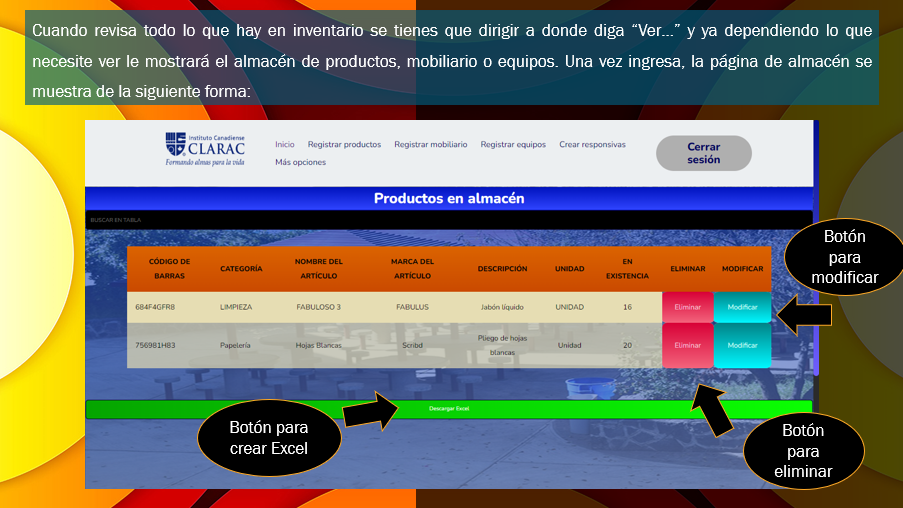 Cuando revisa todo lo que hay en inventario se tienes que dirigir a donde diga “Ver...” y ya dependiendo lo que
necesite ver le mostrará el almacén de productos, mobiliario o equipos. Una vez ingresa, la página de almacén se
muestra de la siguiente forma:
Instituto Canadiense
CLARAC
Formando almas para la vida
Inicio Registrar productos Registrar mobiliario Registrar equipos Crear responsivas
Más opciones
Cerrar
sesión
Productos en almacén
BUSCAR EN TABLA
CÓDIGO DE BARRAS CATEGORÍA NOMBRE DEL ARTÍCULO MARCA DEL ARTÍCULO DESCRIPCIÓN UNIDAD EN EXISTENCIA ELIMINAR MODIFICAR
684F4GFR8 LIMPIEZA FABULOSO 3 FABULUS Jabón líquido UNIDAD 16 Eliminar Modificar
756981H83 Papelería Hojas Blancas Scribd Pliego de hojas blancas Unidad 20 Eliminar Modificar
Descargar Excel
Botón
para
modificar
Botón para
crear Excel
Botón
para
eliminar